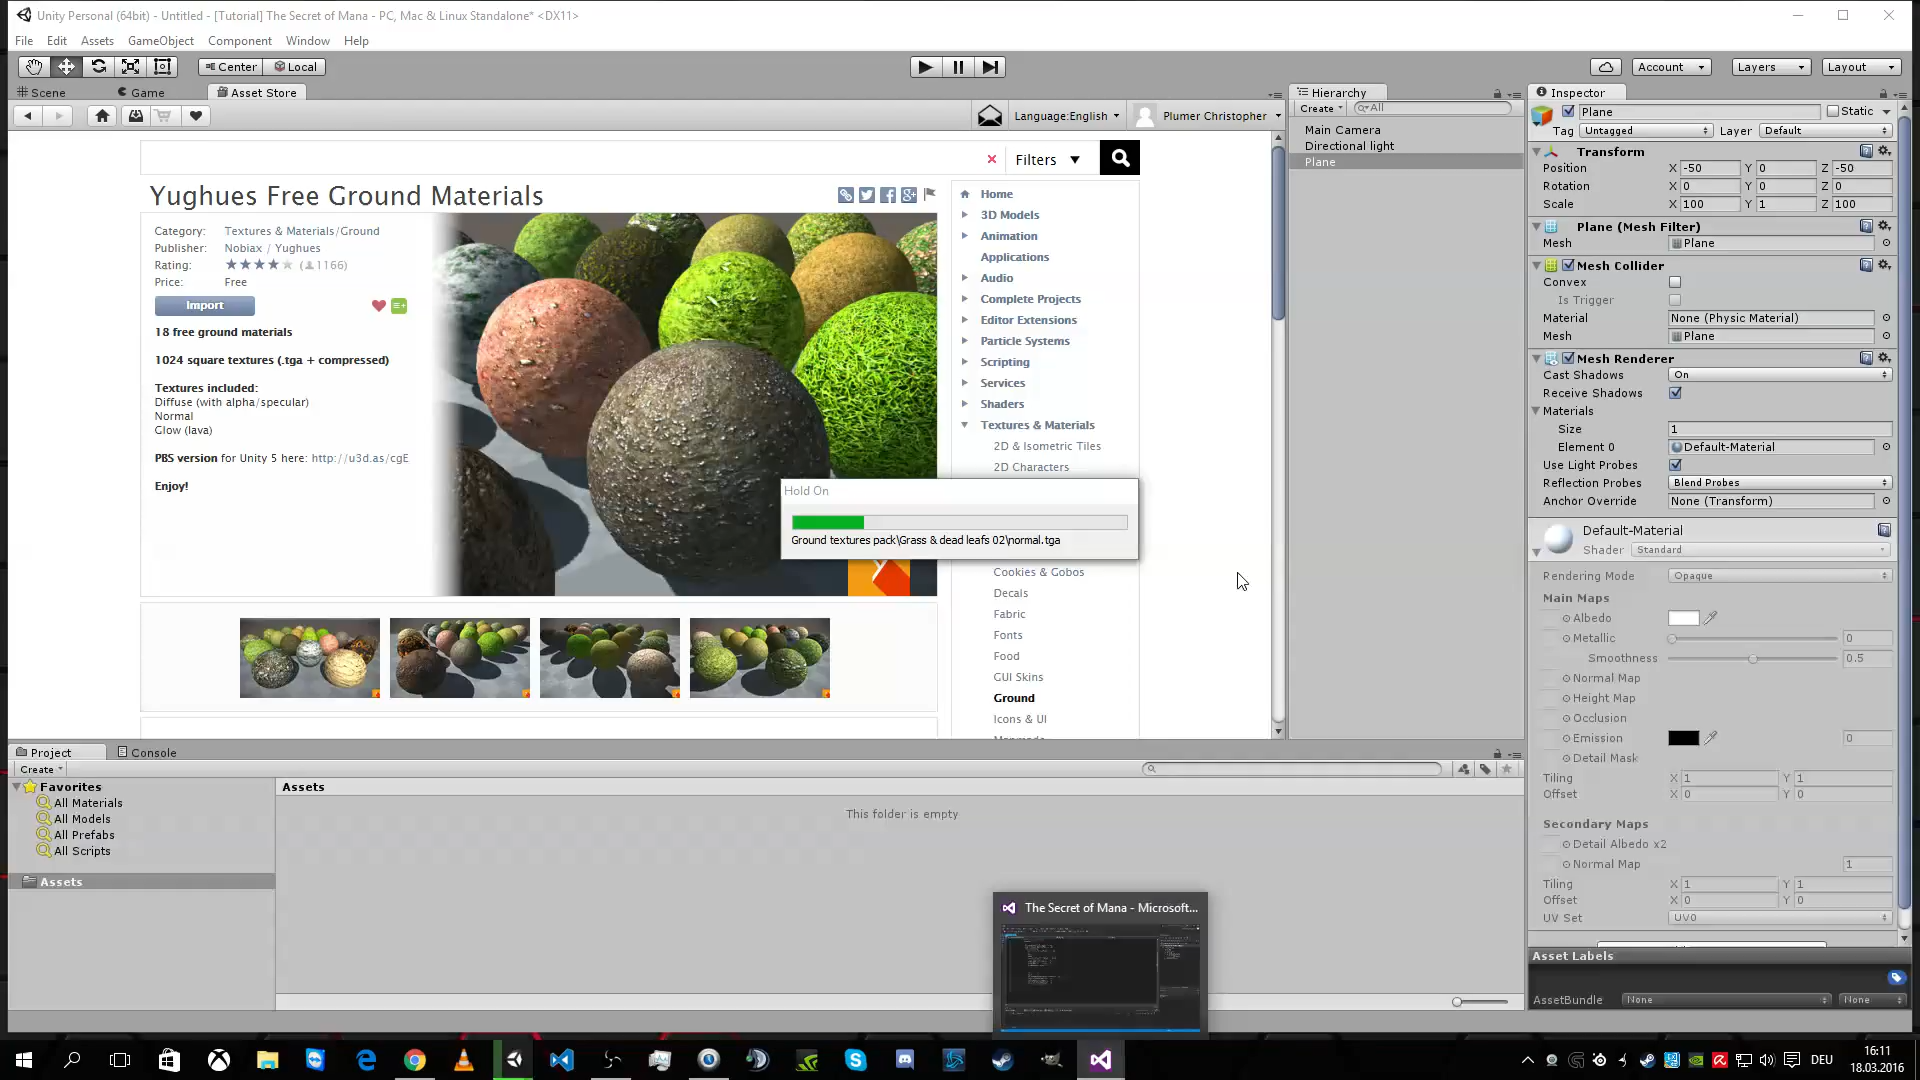 Unity Personal (64bit) - Untitled - [Tutorial] The Secret of Mana - PC, Mac & Linux Standalone* <DX11>
File Edit Assets GameObject Component Window Help
Center Local Account Layers Layout
Scene Game Asset Store
Language:English Plumer Christopher
Filters
Yughues Free Ground Materials
Category: Textures & Materials/Ground
Publisher: Nobiax / Yughues
Rating: (1166)
Price: Free
Import
18 free ground materials
1024 square textures (.tga + compressed)
Textures included:
Diffuse (with alpha/specular)
Normal
Glow (lava)
PBS version for Unity 5 here: http://u3d.as/cgE
Enjoy!
Home
3D Models
Animation
Applications
Audio
Complete Projects
Editor Extensions
Particle Systems
Scripting
Services
Shaders
Textures & Materials
2D & Isometric Tiles
2D Characters
Hold On
Ground textures pack\Grass & dead leafs 02\normal.tga
Cookies & Gobos
Decals
Fabric
Fonts
Food
GUI Skins
Ground
Icons & UI
Hierarchy
Create All
Main Camera
Directional light
Plane
Inspector
Plane Static
Tag Untagged Layer Default
Transform
Position X -50 Y 0 Z -50
Rotation X 0 Y 0 Z 0
Scale X 100 Y 1 Z 100
Plane (Mesh Filter)
Mesh Plane
Mesh Collider
Convex
Is Trigger
Material None (Physic Material)
Mesh Plane
Mesh Renderer
Cast Shadows On
Receive Shadows
Materials
Size 1
Element 0 Default-Material
Use Light Probes
Reflection Probes Blend Probes
Anchor Override None (Transform)
Default-Material
Shader Standard
Rendering Mode Opaque
Main Maps
Albedo
Metallic 0
Smoothness 0.5
Normal Map
Height Map
Occlusion
Emission 0
Detail Mask
Tiling X 1 Y 1
Offset X 0 Y 0
Secondary Maps
Detail Albedo x2
Normal Map 1
Tiling X 1 Y 1
Offset X 0 Y 0
UV Set UV0
Asset Labels
AssetBundle None None
Project Console
Create
Favorites
All Materials
All Models
All Prefabs
All Scripts
Assets
Assets
This folder is empty
The Secret of Mana - Microsoft...
DEU
16:11
18.03.2016